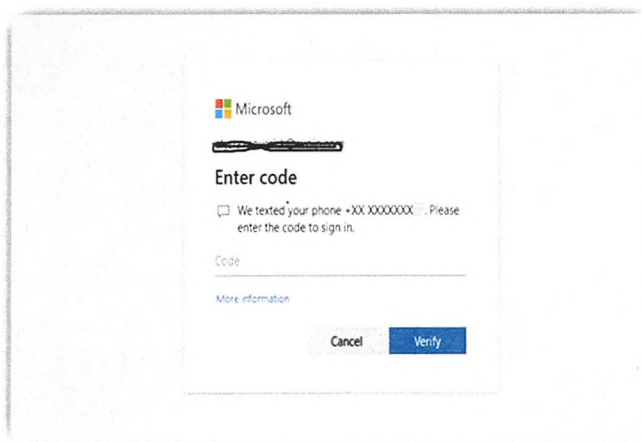 Microsoft
Enter code
We texted your phone +XX XXXXXXX . Please
enter the code to sign in.
Code
More information
Cancel
Verify